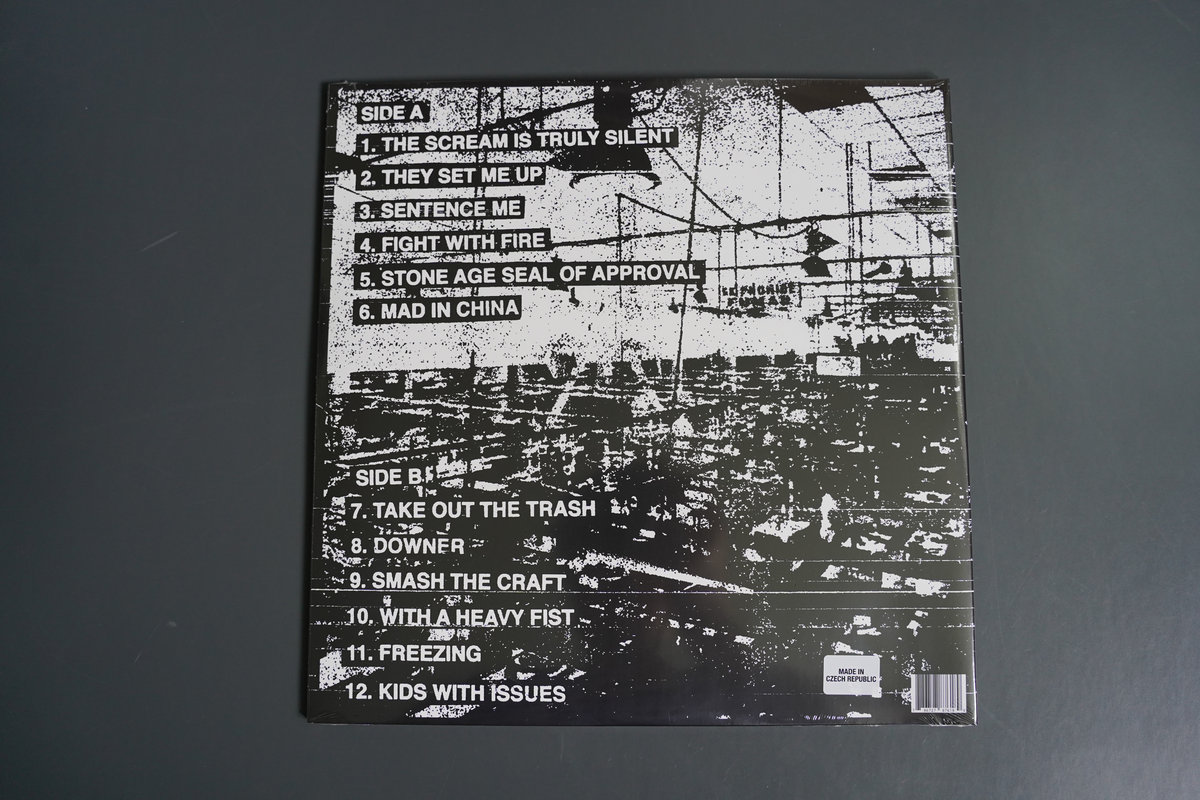 SIDE A
1. THE SCREAM IS TRULY SILENT
2. THEY SET ME UP
3. SENTENCE ME
4. FIGHT WITH FIRE
5. STONE AGE SEAL OF APPROVAL
6. MAD IN CHINA
FUMAR
SIDE B
7. TAKE OUT THE TRASH
8. DOWNER
9. SMASH THE CRAFT
10. WITH A HEAVY FIST
11. FREEZING
12. KIDS WITH ISSUES
MADE IN
CZECH REPUBLIC